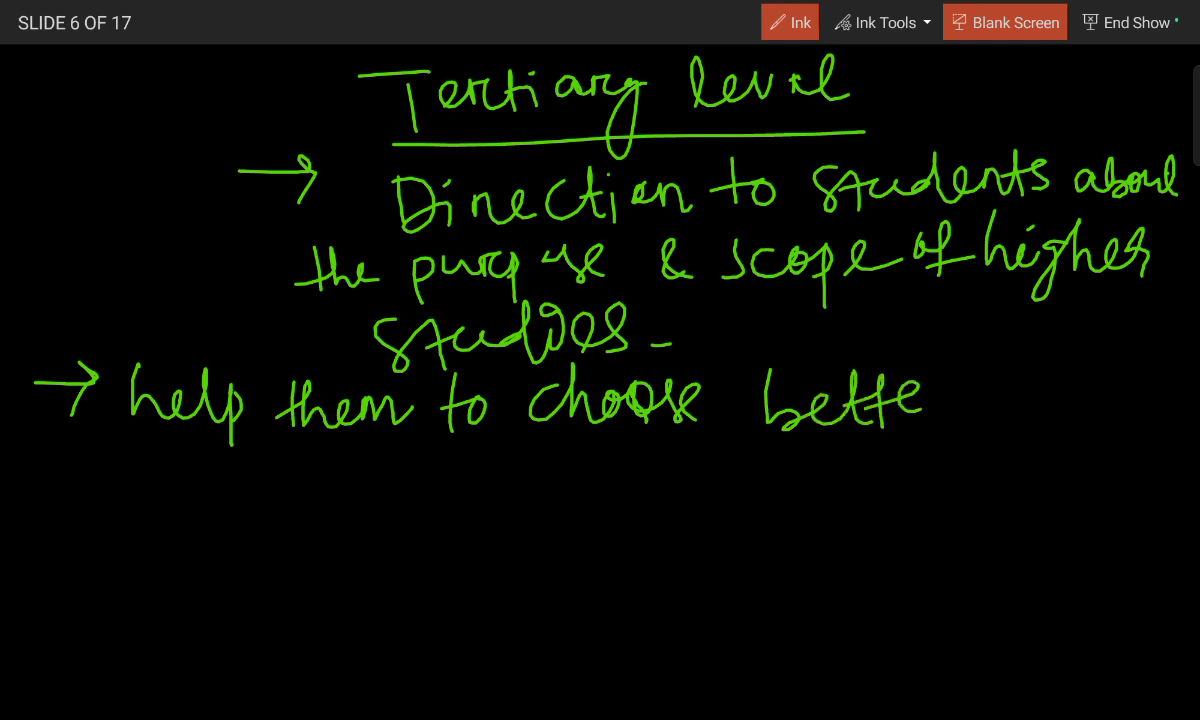 SLIDE 6 OF 17 Ink Ink Tools Blank Screen End Show
Tertiary level
→ Direction to students about
the purpose & scope of higher
studies -
→ help them to choose bette